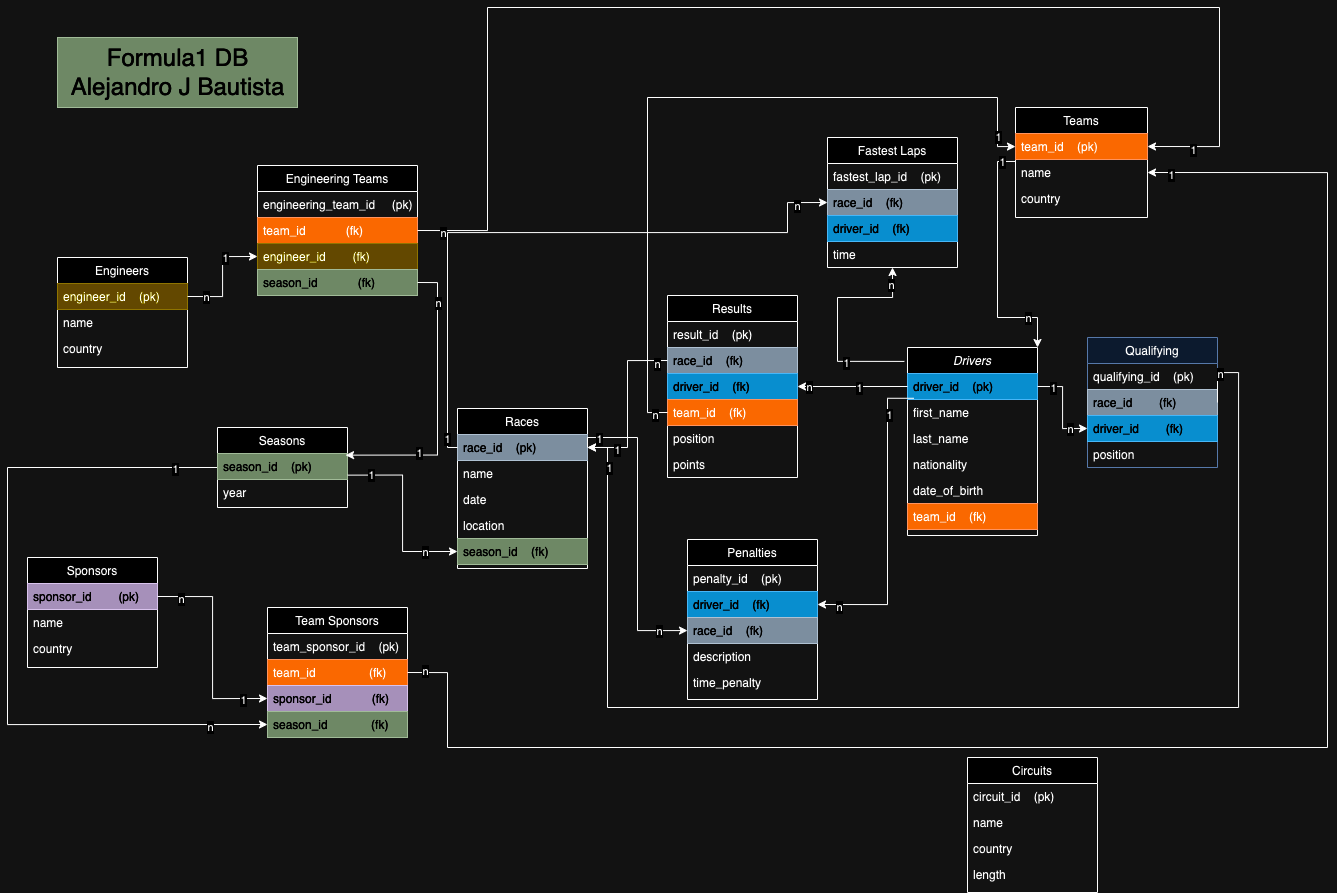 Formula1 DB
Alejandro J Bautista
Teams
team_id (pk)
name
country
Fastest Laps
fastest_lap_id (pk)
race_id (fk)
driver_id (fk)
time
Engineering Teams
engineering_team_id (pk)
team_id (fk)
engineer_id (fk)
season_id (fk)
Engineers
engineer_id (pk)
name
country
Results
result_id (pk)
race_id (fk)
driver_id (fk)
team_id (fk)
position
points
Drivers
driver_id (pk)
first_name
last_name
nationality
date_of_birth
team_id (fk)
Qualifying
qualifying_id (pk)
race_id (fk)
driver_id (fk)
position
Races
race_id (pk)
name
date
location
season_id (fk)
Seasons
season_id (pk)
year
Penalties
penalty_id (pk)
driver_id (fk)
race_id (fk)
description
time_penalty
Sponsors
sponsor_id (pk)
name
country
Team Sponsors
team_sponsor_id (pk)
team_id (fk)
sponsor_id (fk)
season_id (fk)
Circuits
circuit_id (pk)
name
country
length
1
1
1
1
n
n
n
n
1
n
n
1
n
n
1
n
1
n
1
n
1
1
1
1
1
1
1
n
n
n
n
n
1
n
n
1